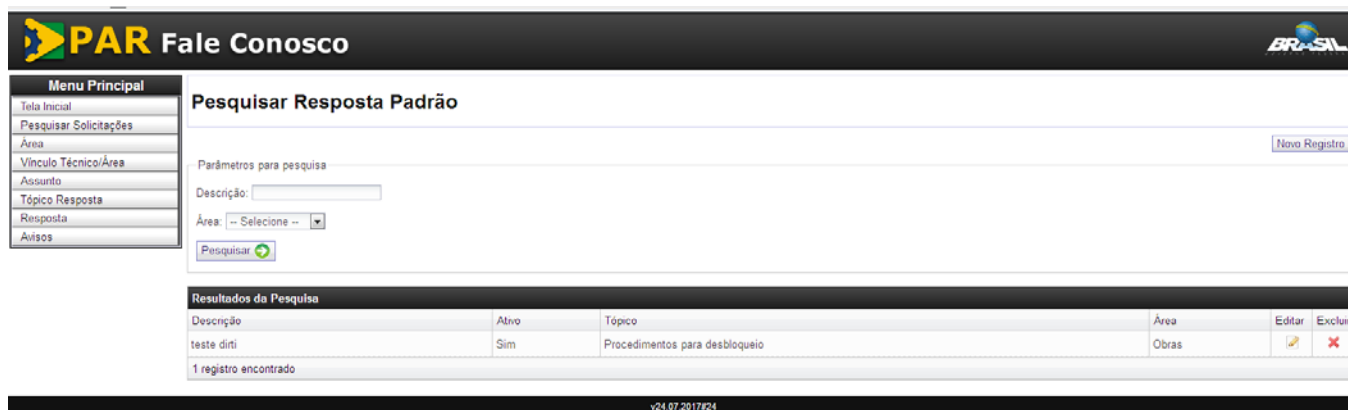 PAR Fale Conosco
BRASIL
Menu Principal
Tela Inicial
Pesquisar Solicitações
Área
Vínculo Técnico/Área
Assunto
Tópico Resposta
Resposta
Avisos
Pesquisar Resposta Padrão
Novo Registro
Parâmetros para pesquisa
Descrição:
Área: -- Selecione --
Pesquisar
Resultados da Pesquisa
Descrição Ativo Tópico Área Editar Excluir
teste dirti Sim Procedimentos para desbloqueio Obras
1 registro encontrado
v24.07.2017#24